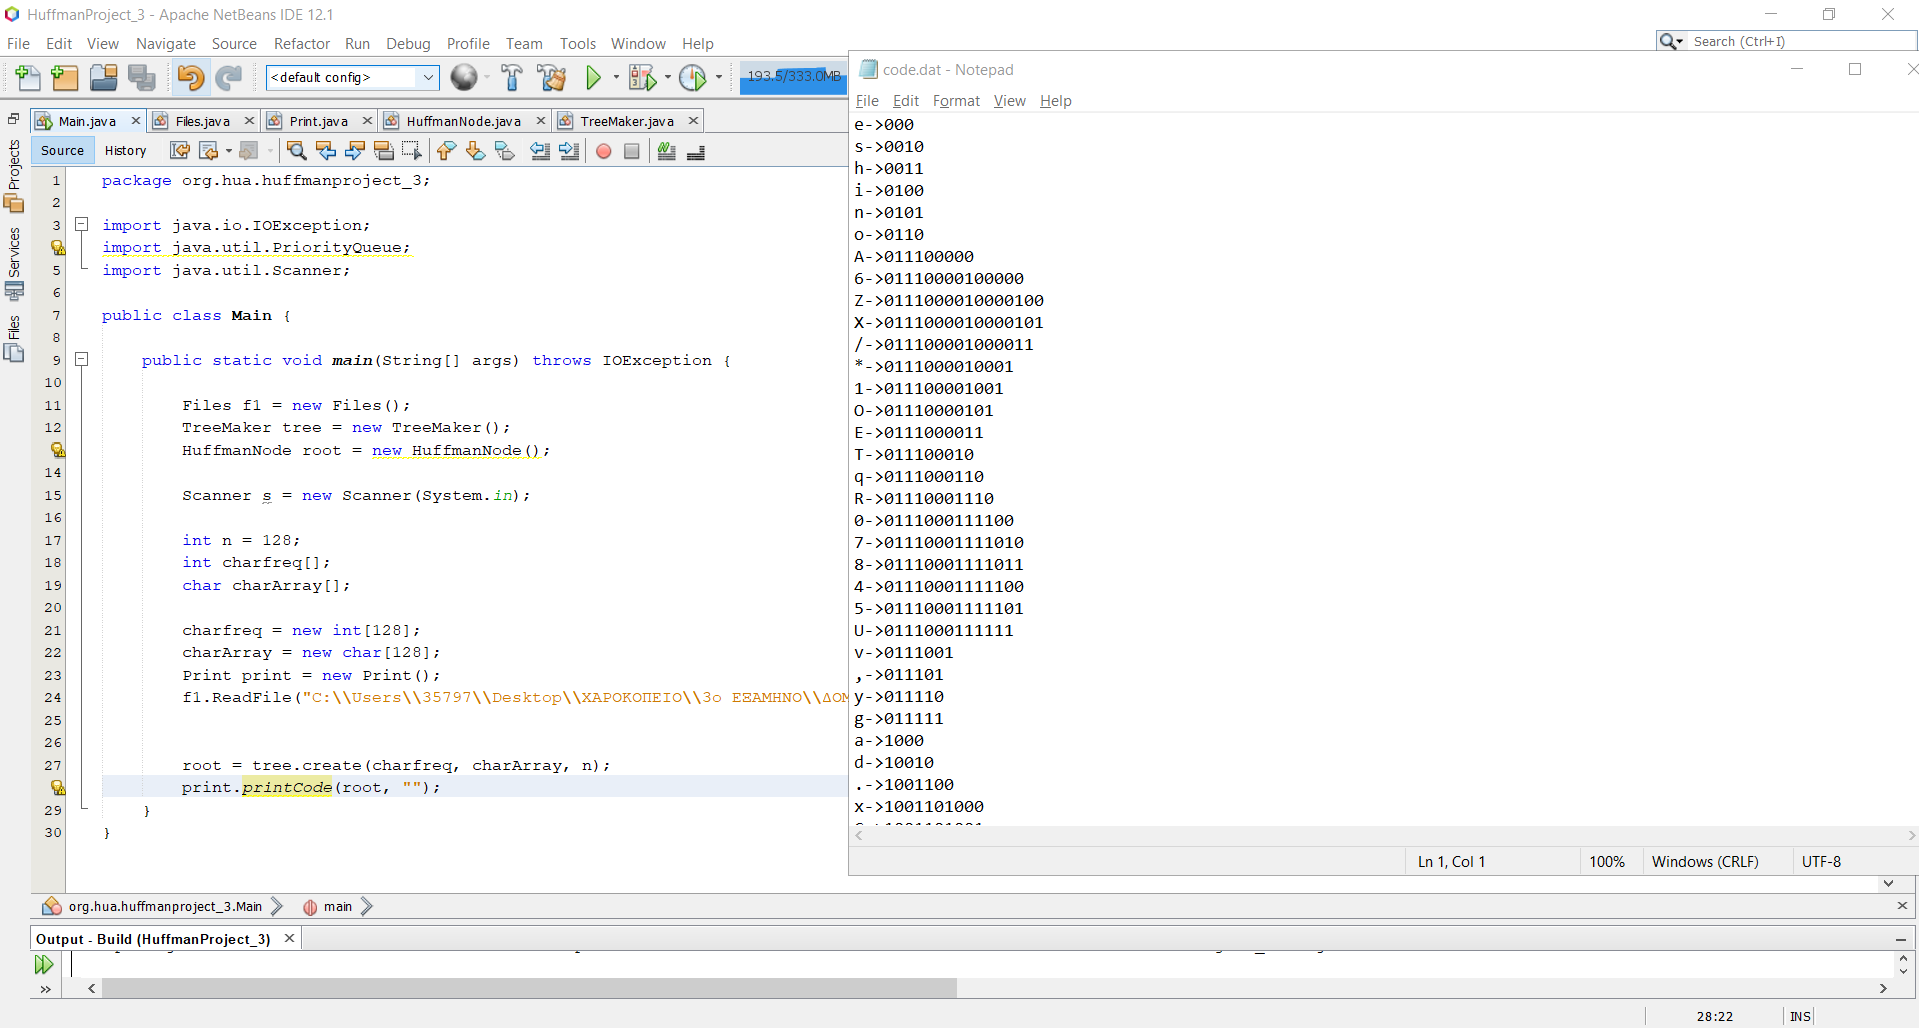 HuffmanProject_3 - Apache NetBeans IDE 12.1
File Edit View Navigate Source Refactor Run Debug Profile Team Tools Window Help
Search (Ctrl+I)
<default config>
193.5/333.0MB
Main.java Files.java Print.java HuffmanNode.java TreeMaker.java
Source History
Projects
Services
Files
1 package org.hua.huffmanproject_3;
2
3 import java.io.IOException;
import java.util.PriorityQueue;
5 import java.util.Scanner;
6
7 public class Main {
8
9 public static void main(String[] args) throws IOException {
10
11 Files f1 = new Files();
12 TreeMaker tree = new TreeMaker();
HuffmanNode root = new HuffmanNode();
14
15 Scanner s = new Scanner(System.in);
16
17 int n = 128;
18 int charfreq[];
19 char charArray[];
20
21 charfreq = new int[128];
22 charArray = new char[128];
23 Print print = new Print();
24 f1.ReadFile("C:\\Users\\35797\\Desktop\\ΧΑΡΟΚΟΠΕΙΟ\\3ο ΕΞΑΜΗΝΟ\\ΔΟΜ
25
26
27 root = tree.create(charfreq, charArray, n);
print.printCode(root, "");
29 }
30 }
code.dat - Notepad
File Edit Format View Help
e->000
s->0010
h->0011
i->0100
n->0101
o->0110
A->011100000
6->01110000100000
Z->0111000010000100
X->0111000010000101
/->011100001000011
*->0111000010001
1->011100001001
O->01110000101
E->0111000011
T->011100010
q->0111000110
R->01110001110
0->0111000111100
7->01110001111010
8->01110001111011
4->01110001111100
5->01110001111101
U->0111000111111
v->0111001
,->011101
y->011110
g->011111
a->1000
d->10010
.->1001100
x->1001101000
Ln 1, Col 1 100% Windows (CRLF) UTF-8
org.hua.huffmanproject_3.Main main
Output - Build (HuffmanProject_3)
28:22 INS